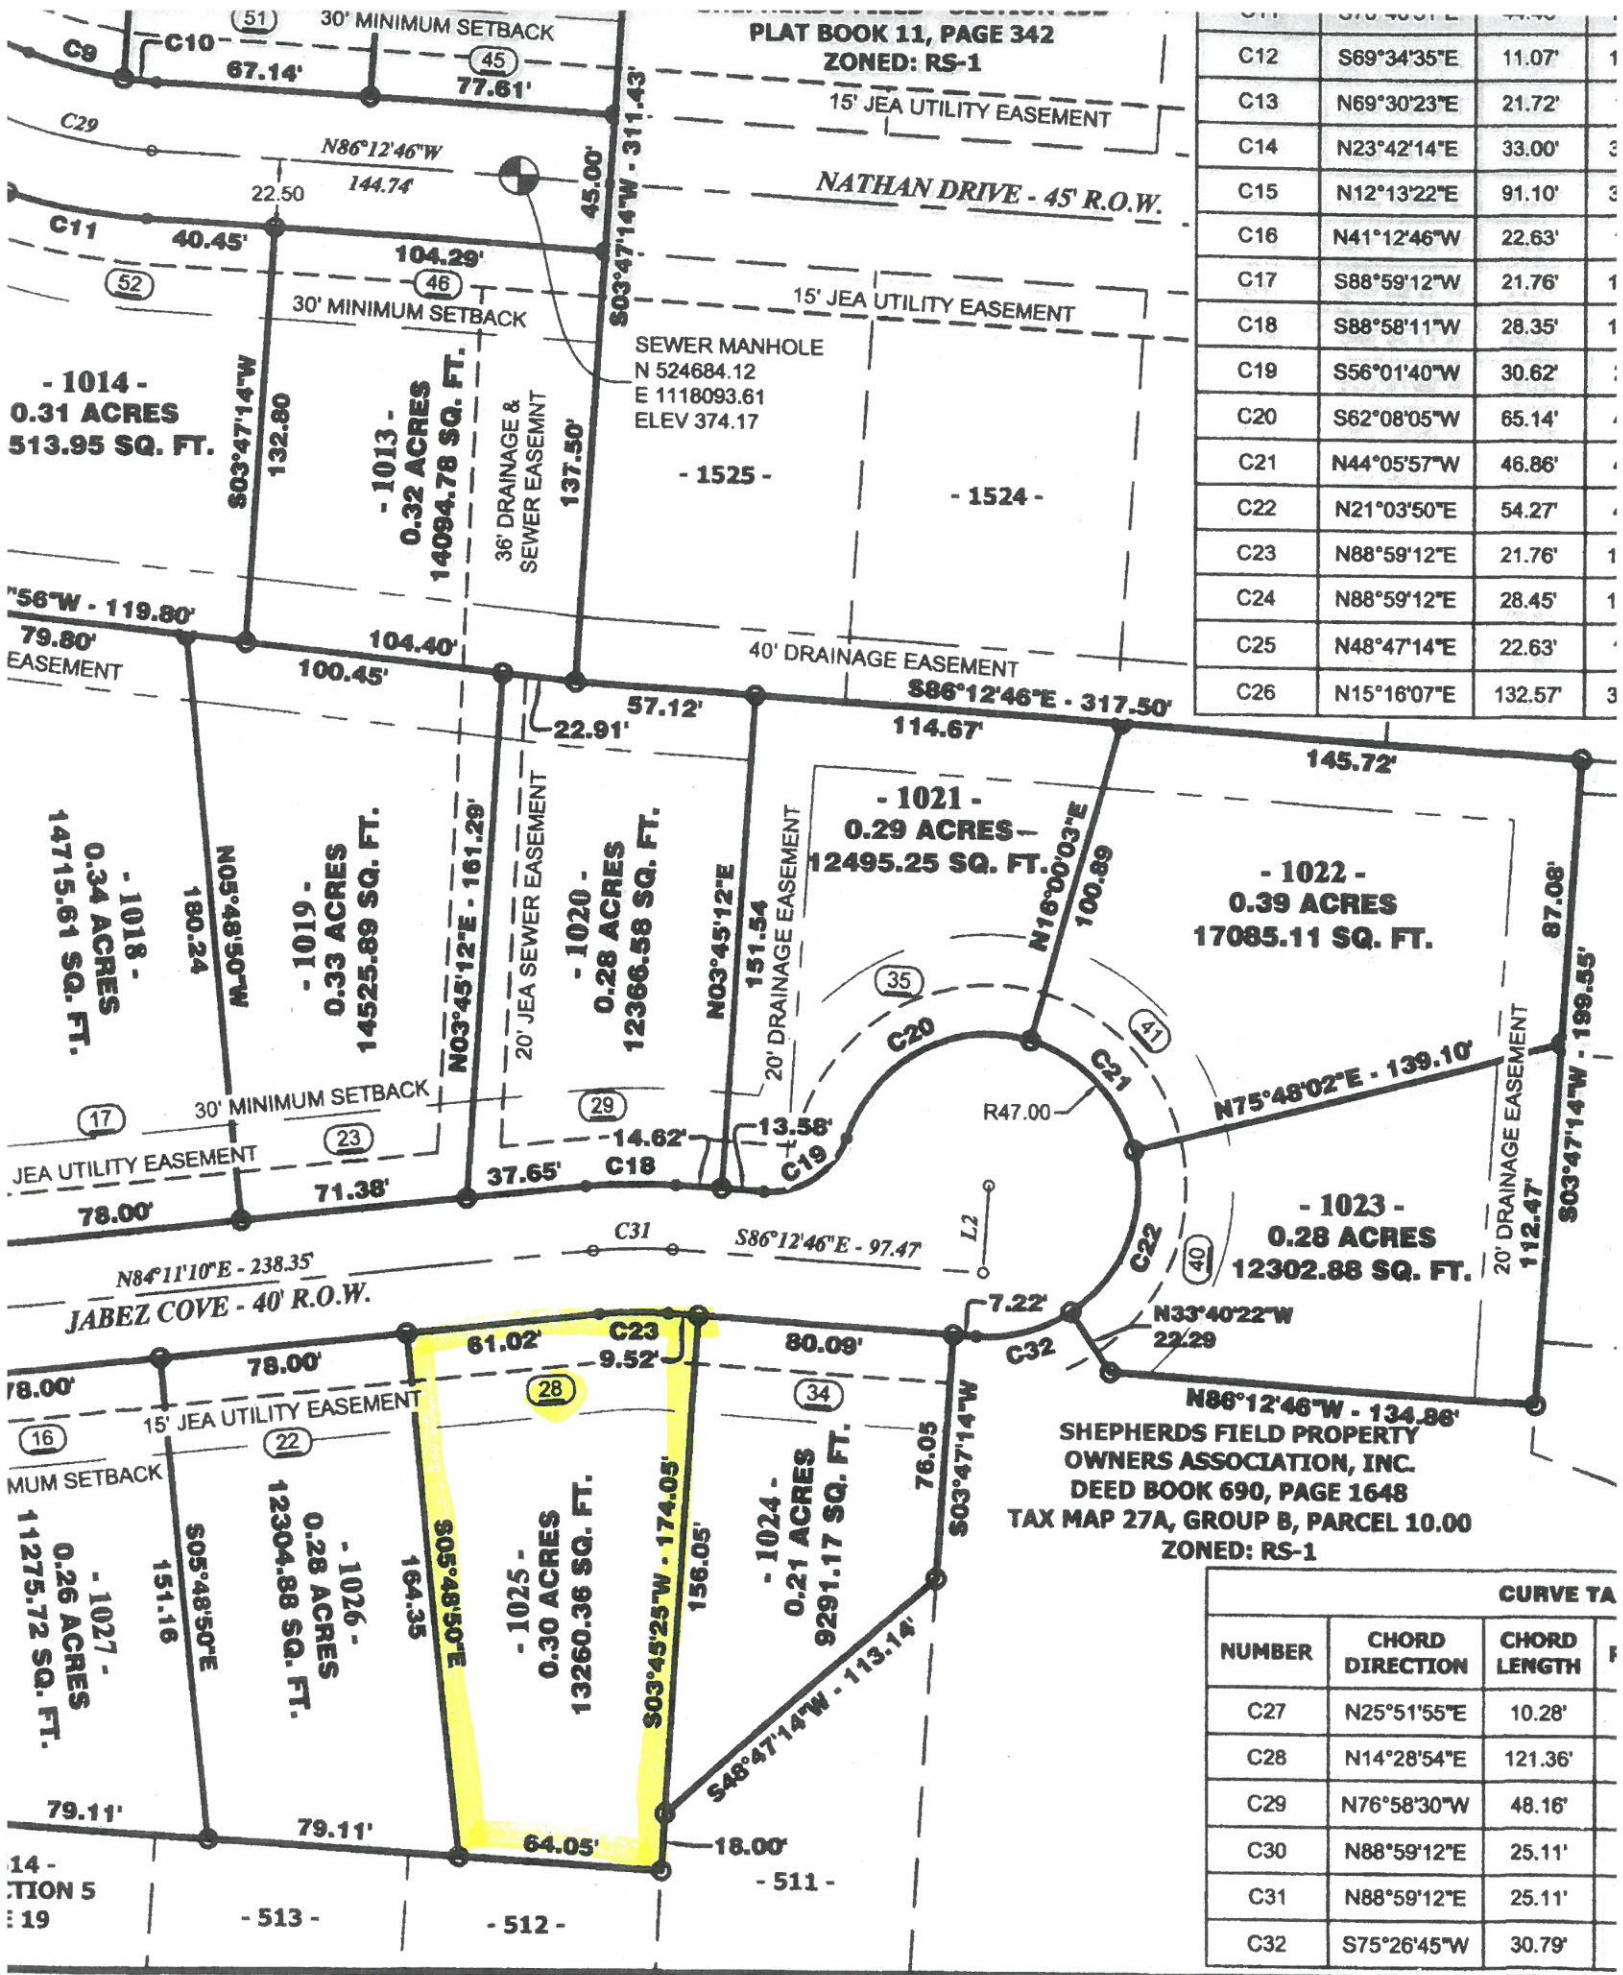 51
30' MINIMUM SETBACK
C9
C10
67.14'
45
77.61'
PLAT BOOK 11, PAGE 342
ZONED: RS-1
15' JEA UTILITY EASEMENT
C29
N86°12'46"W
144.74'
22.50
45.00'
S03°47'14"W - 311.43'
NATHAN DRIVE - 45' R.O.W.
C11
40.45'
104.29'
52
46
30' MINIMUM SETBACK
15' JEA UTILITY EASEMENT
SEWER MANHOLE
N 524684.12
E 1118093.61
ELEV 374.17
- 1014 -
0.31 ACRES
513.95 SQ. FT.
S03°47'14"W
132.80
- 1013 -
0.32 ACRES
14094.78 SQ. FT.
36' DRAINAGE &
SEWER EASEMNT
137.50'
- 1525 -
- 1524 -
"56"W - 119.80'
79.80'
EASEMENT
104.40'
100.45'
40' DRAINAGE EASEMENT
S86°12'46"E - 317.50'
57.12'
22.91'
114.67'
145.72'
- 1018 -
0.34 ACRES
14715.61 SQ. FT.
N05°48'50"W
180.24
- 1019 -
0.33 ACRES
14525.89 SQ. FT.
N03°45'12"E - 161.29'
20' JEA SEWER EASEMENT
- 1020 -
0.28 ACRES
12366.58 SQ. FT.
N03°45'12"E
151.54
20' DRAINAGE EASEMENT
- 1021 -
0.29 ACRES
12495.25 SQ. FT.
N16°00'03"E
100.89
- 1022 -
0.39 ACRES
17085.11 SQ. FT.
87.08'
S03°47'14"W - 199.55'
35
C20
41
C21
R47.00
N75°48'02"E - 139.10'
20' DRAINAGE EASEMENT
112.47'
17
30' MINIMUM SETBACK
29
23
JEA UTILITY EASEMENT
14.62'
13.58'
C19
37.65'
C18
78.00'
71.38'
C31
S86°12'46"E - 97.47'
L2
C22
40
- 1023 -
0.28 ACRES
12302.88 SQ. FT.
N84°11'10"E - 238.35'
JABEZ COVE - 40' R.O.W.
7.22'
C32
N33°40'22"W
22.29
N86°12'46"W - 134.86'
78.00'
78.00'
61.02'
C23
9.52'
80.09'
15' JEA UTILITY EASEMENT
16
22
28
34
MUM SETBACK
- 1027 -
0.26 ACRES
11275.72 SQ. FT.
S05°48'50"E
151.16
- 1026 -
0.28 ACRES
12304.88 SQ. FT.
164.35
S05°48'50"E
- 1025 -
0.30 ACRES
13260.36 SQ. FT.
S03°45'25"W - 174.05'
156.05'
- 1024 -
0.21 ACRES
9291.17 SQ. FT.
76.05
S03°47'14"W
S48°47'14"W - 113.14'
SHEPHERDS FIELD PROPERTY
OWNERS ASSOCIATION, INC.
DEED BOOK 690, PAGE 1648
TAX MAP 27A, GROUP B, PARCEL 10.00
ZONED: RS-1
79.11'
79.11'
64.05'
18.00'
14 -
TION 5
19
- 513 -
- 512 -
- 511 -
C12 S69°34'35"E 11.07'
C13 N69°30'23"E 21.72'
C14 N23°42'14"E 33.00'
C15 N12°13'22"E 91.10'
C16 N41°12'46"W 22.63'
C17 S88°59'12"W 21.76'
C18 S88°58'11"W 28.35'
C19 S56°01'40"W 30.62'
C20 S62°08'05"W 65.14'
C21 N44°05'57"W 46.86'
C22 N21°03'50"E 54.27'
C23 N88°59'12"E 21.76'
C24 N88°59'12"E 28.45'
C25 N48°47'14"E 22.63'
C26 N15°16'07"E 132.57'
CURVE TA
NUMBER CHORD DIRECTION CHORD LENGTH
C27 N25°51'55"E 10.28'
C28 N14°28'54"E 121.36'
C29 N76°58'30"W 48.16'
C30 N88°59'12"E 25.11'
C31 N88°59'12"E 25.11'
C32 S75°26'45"W 30.79'